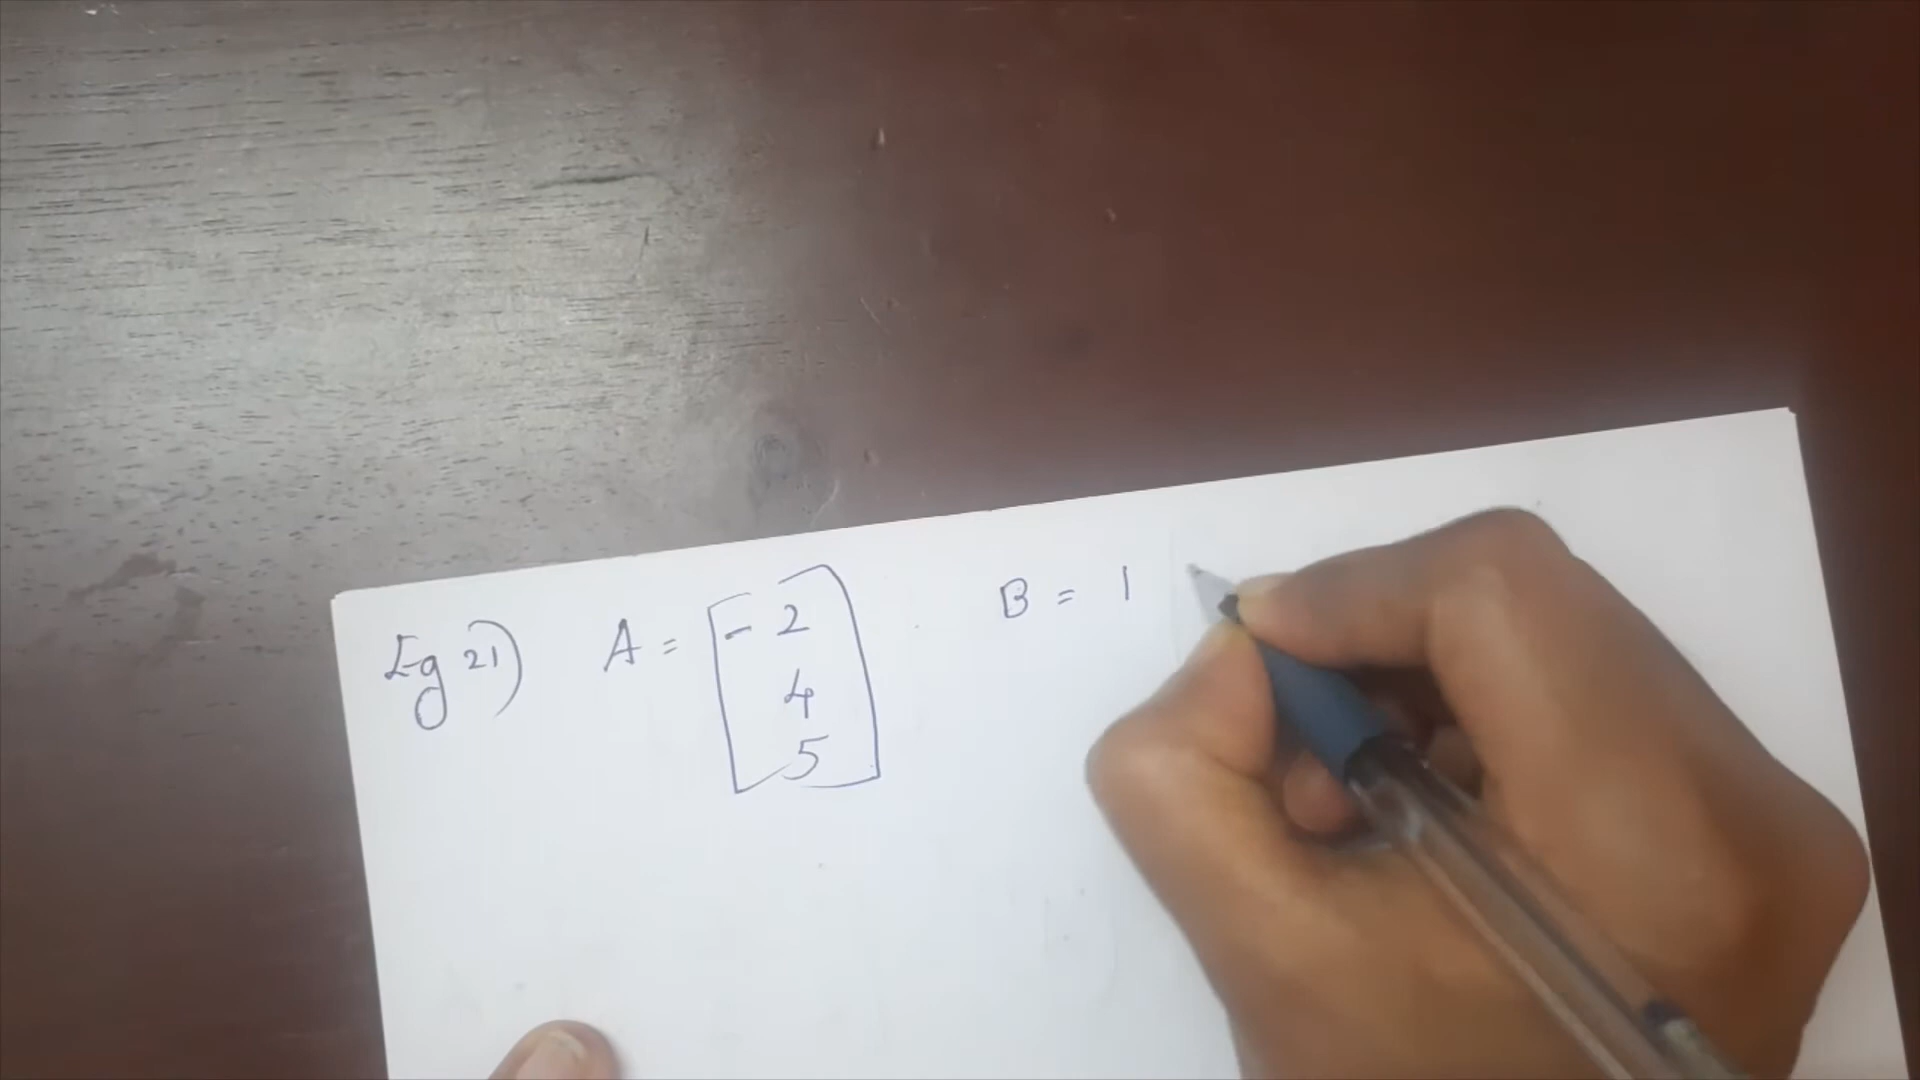 Eg 21) A = [-2 B = 1
4
5]